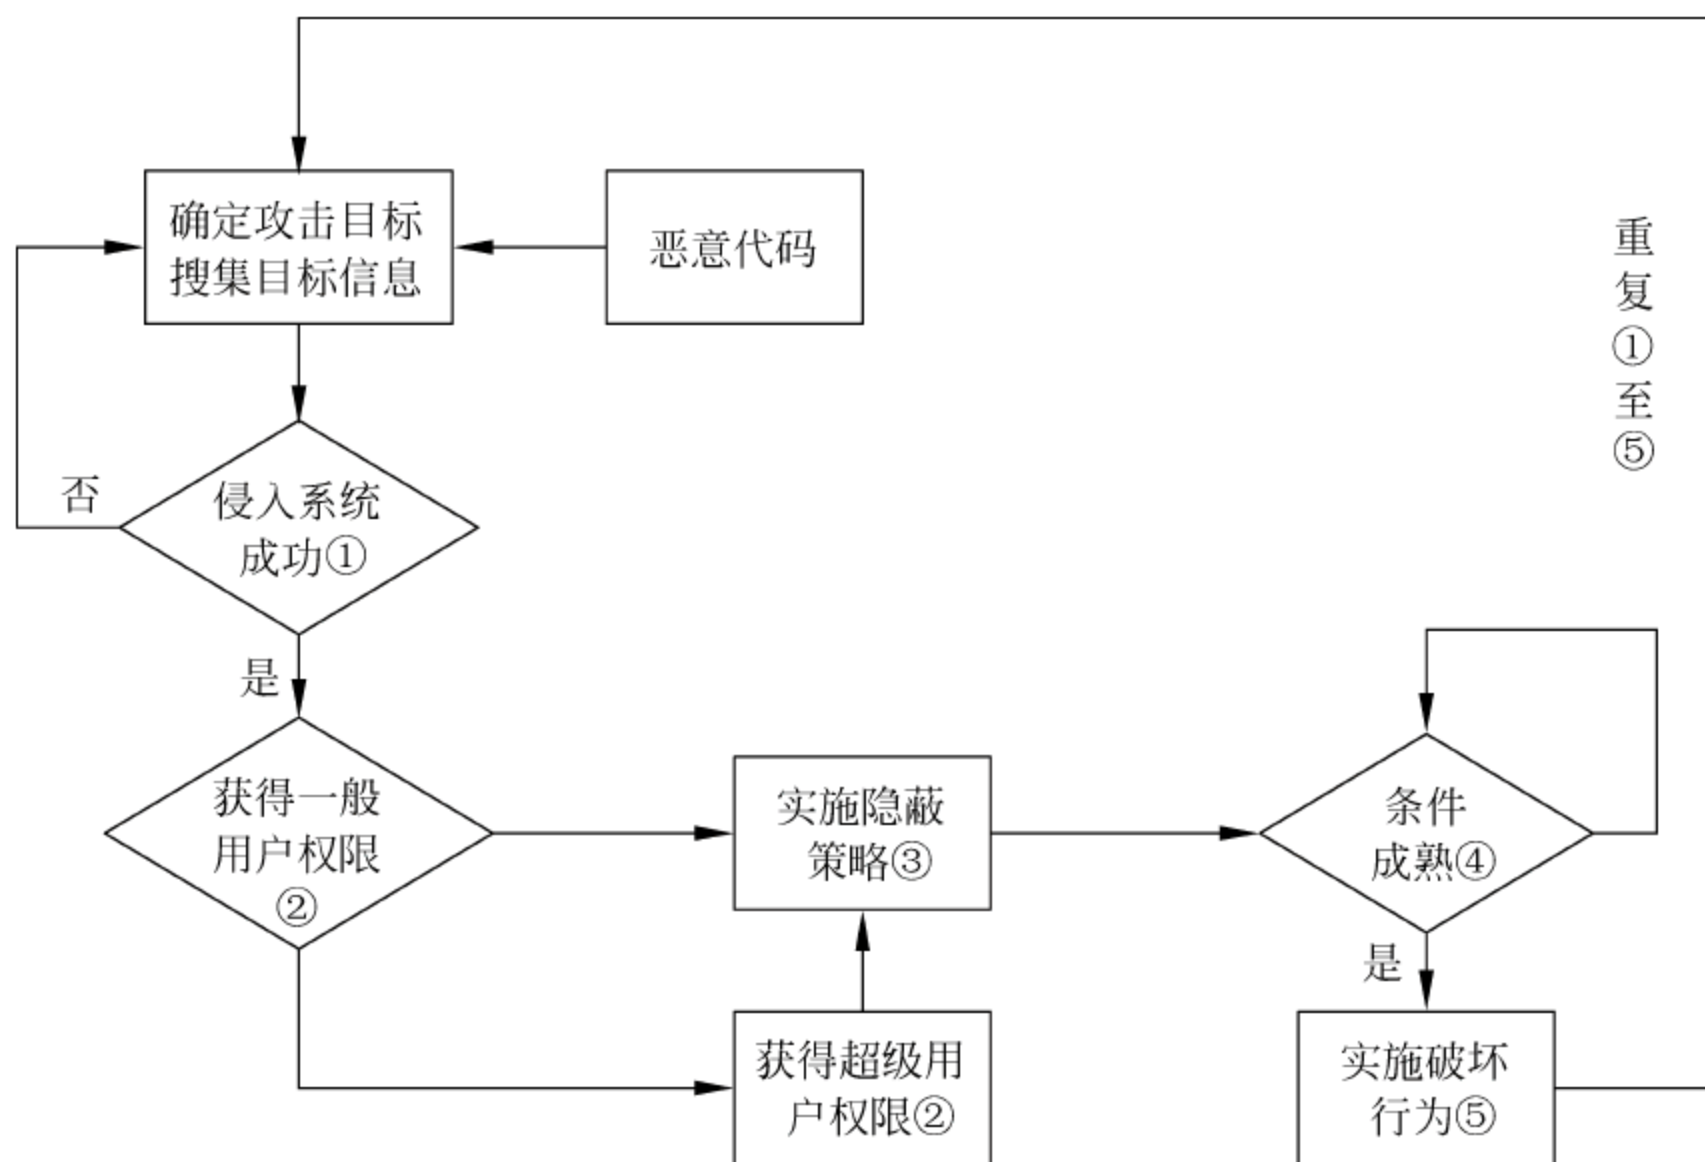 确定攻击目标
搜集目标信息
恶意代码
重
复
①
至
⑤
否
侵入系统
成功①
是
获得一般
用户权限
②
实施隐蔽
策略③
条件
成熟④
是
获得超级用
户权限②
实施破坏
行为⑤